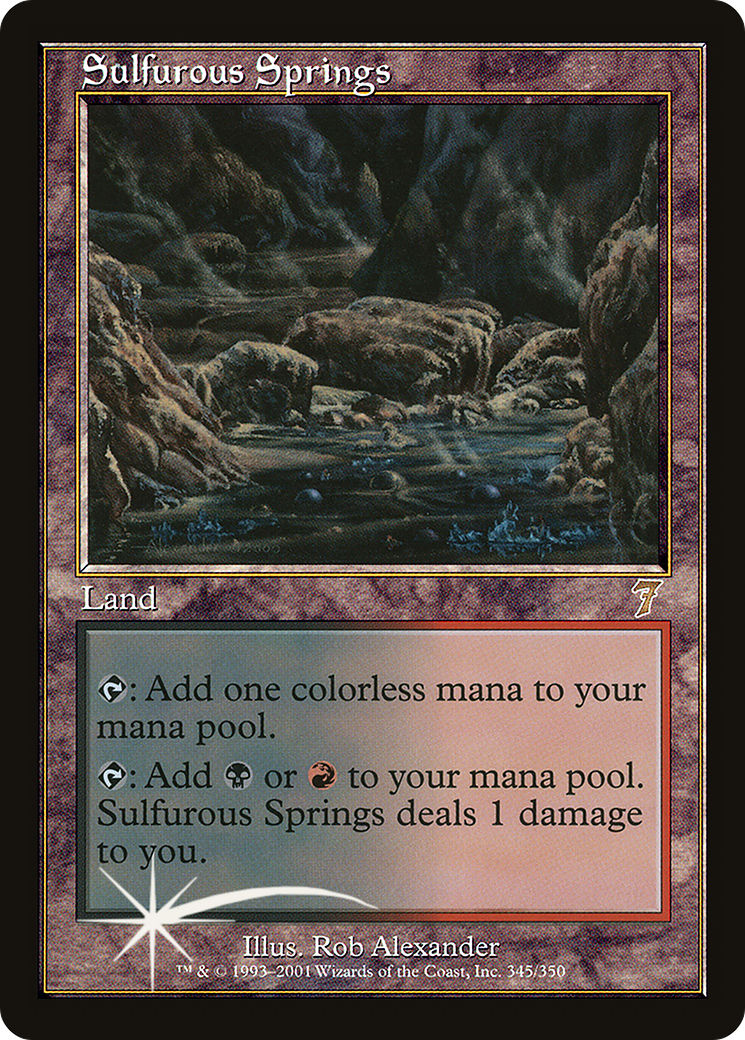 Sulfurous Springs
Land
: Add one colorless mana to your
mana pool.
: Add or to your mana pool.
Sulfurous Springs deals 1 damage
to you.
Illus. Rob Alexander
™ & © 1993–2001 Wizards of the Coast, Inc. 345/350